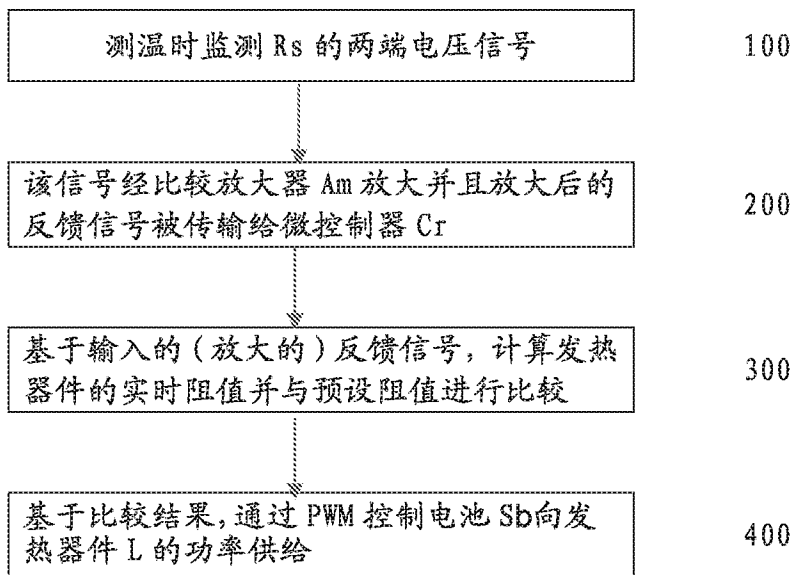 测温时监测 Rs 的两端电压信号
100
该信号经比较放大器 Am 放大并且放大后的
反馈信号被传输给微控制器 Cr
200
基于输入的(放大的)反馈信号，计算发热
器件的实时阻值并与预设阻值进行比较
300
基于比较结果,通过 PWM 控制电池 Sb向发
热器件 L 的功率供给
400